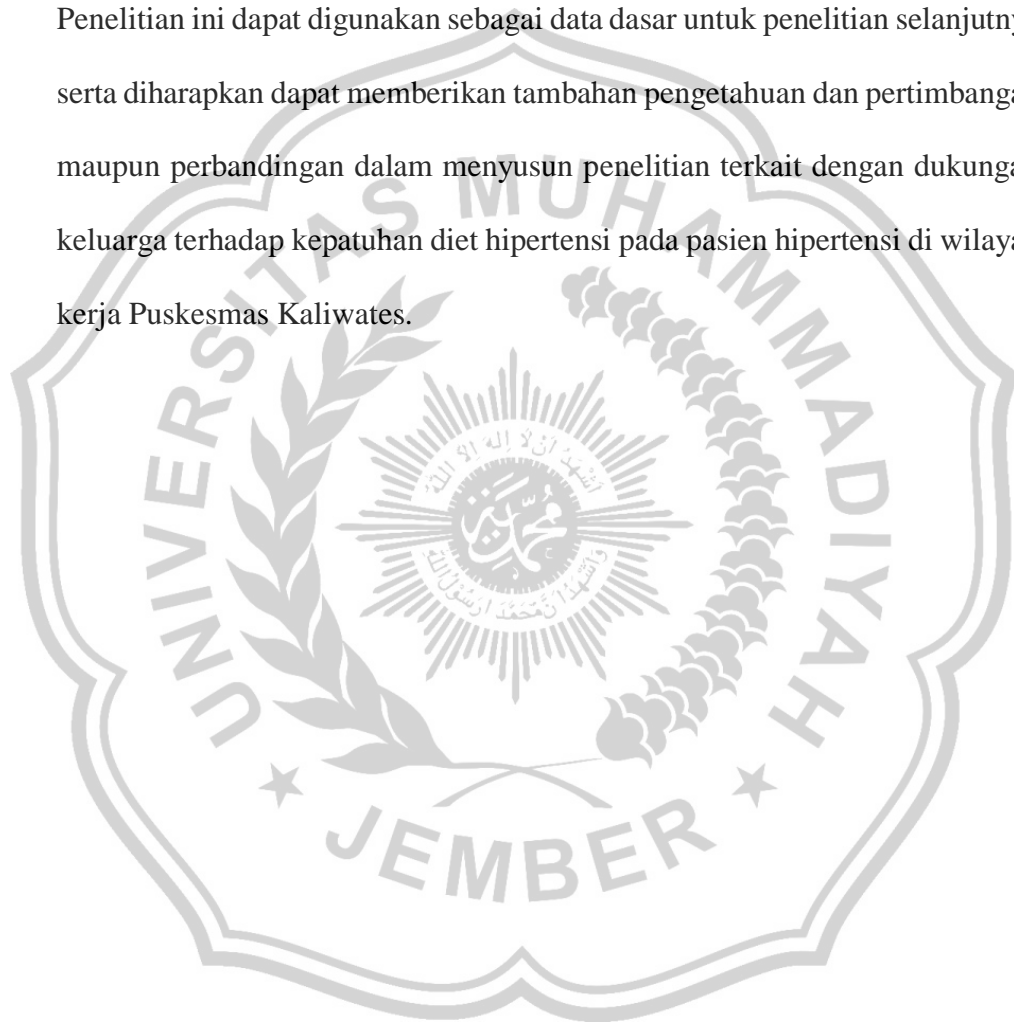 Penelitian ini dapat digunakan sebagai data dasar untuk penelitian selanjutny
serta diharapkan dapat memberikan tambahan pengetahuan dan pertimbanga
maupun perbandingan dalam menyusun penelitian terkait dengan dukunga
keluarga terhadap kepatuhan diet hipertensi pada pasien hipertensi di wilaya
kerja Puskesmas Kaliwates.
UNIVERSITAS MUHAMMADIYAH
JEMBER